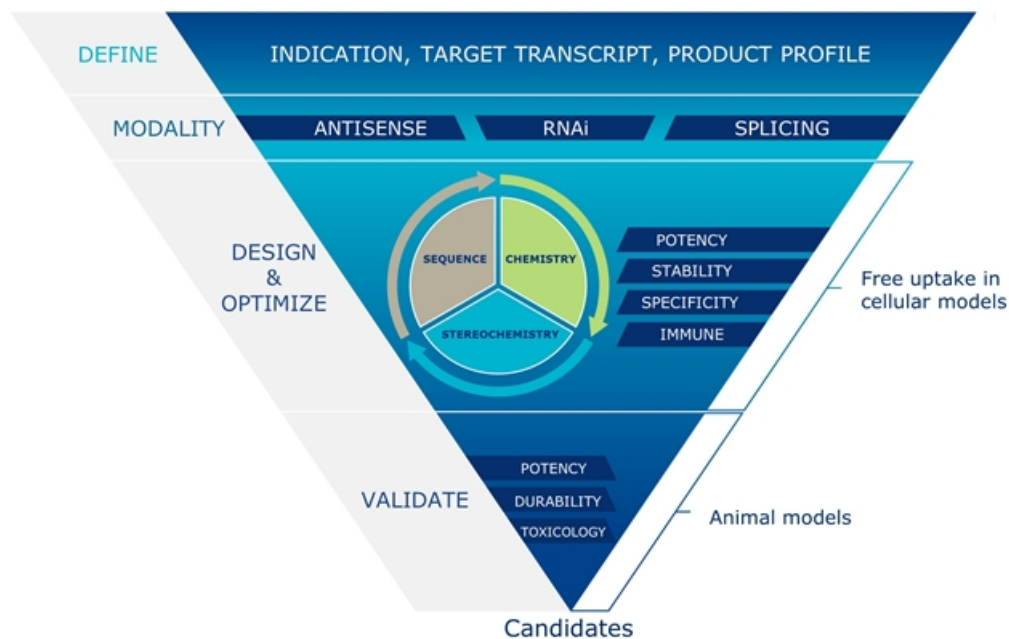 DEFINE
INDICATION, TARGET TRANSCRIPT, PRODUCT PROFILE
MODALITY
ANTISENSE
RNAi
SPLICING
DESIGN
&
OPTIMIZE
SEQUENCE
CHEMISTRY
STEREOCHEMISTRY
POTENCY
STABILITY
SPECIFICITY
IMMUNE
Free uptake in
cellular models
VALIDATE
POTENCY
DURABILITY
TOXICOLOGY
Animal models
Candidates